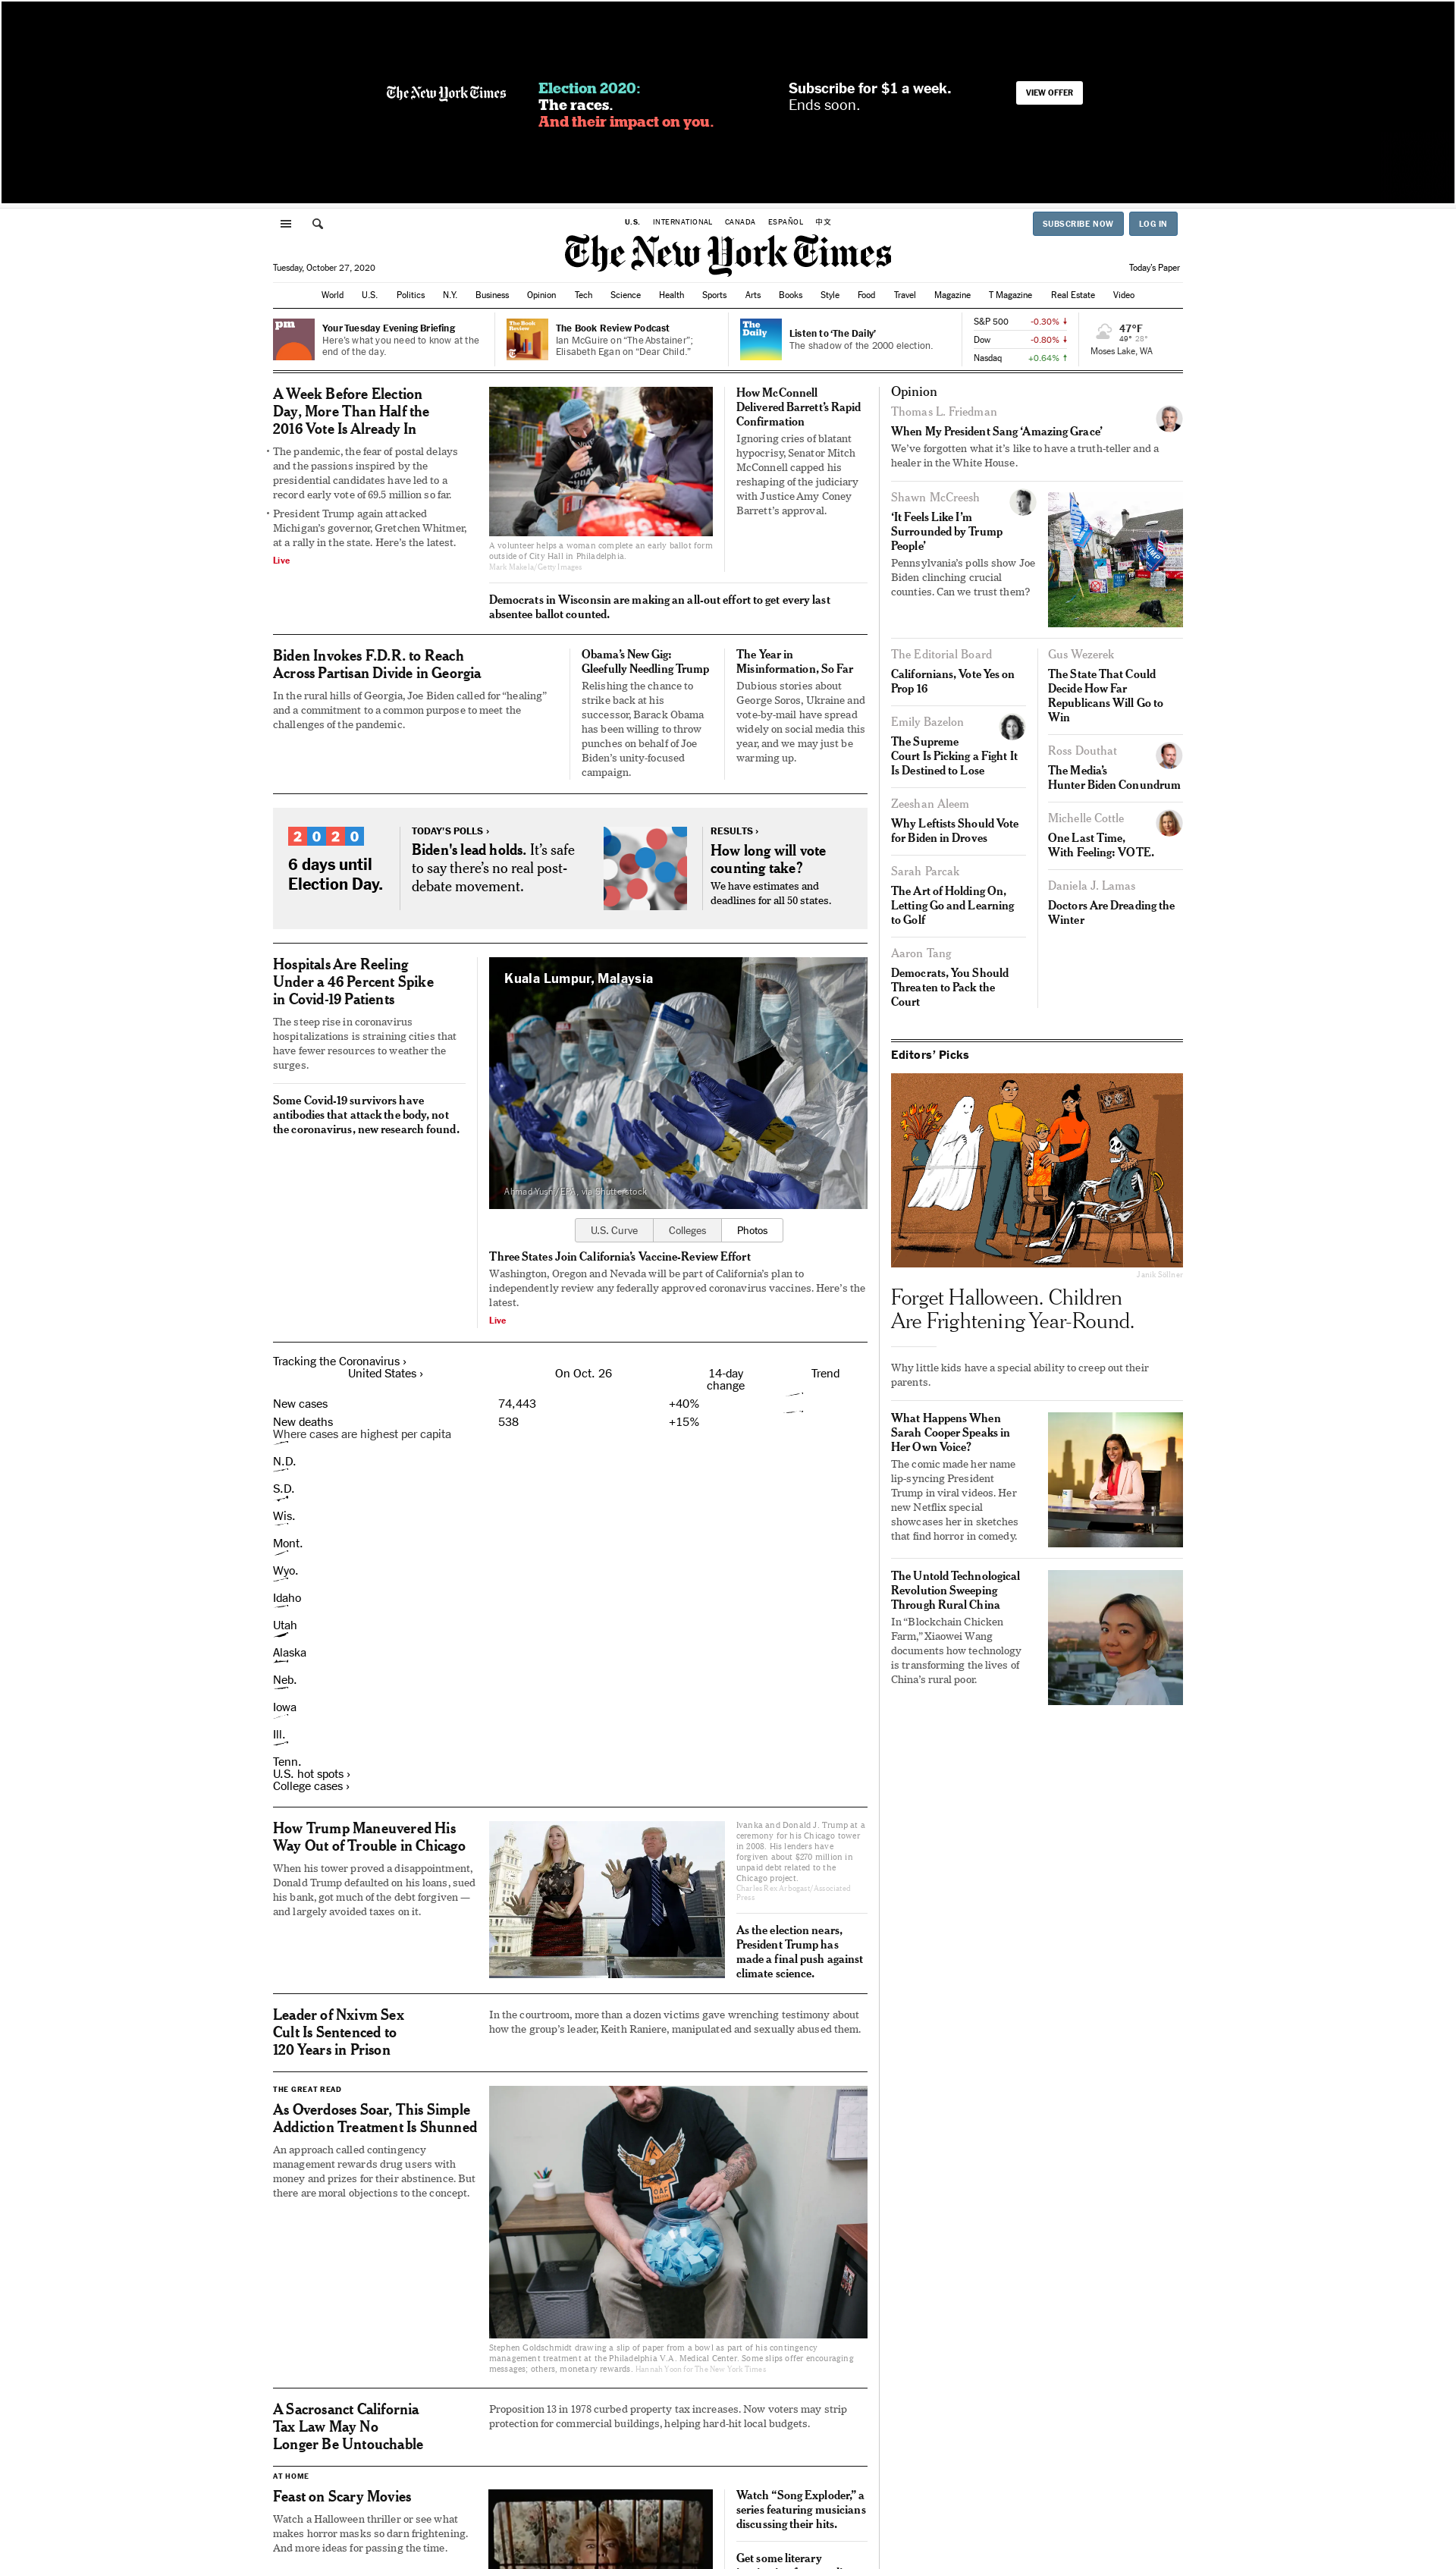 The New York Times
Election 2020:
The races.
And their impact on you.
Subscribe for $1 a week.
Ends soon.
VIEW OFFER
U.S. INTERNATIONAL CANADA ESPAÑOL 中文
SUBSCRIBE NOW
LOG IN
The New York Times
Tuesday, October 27, 2020
Today's Paper
World U.S. Politics N.Y. Business Opinion Tech Science Health Sports Arts Books Style Food Travel Magazine T Magazine Real Estate Video
pm
Your Tuesday Evening Briefing
Here's what you need to know at the
end of the day.
The Book
Review
The Book Review Podcast
Ian McGuire on “The Abstainer”;
Elisabeth Egan on “Dear Child.”
The
Daily
Listen to ‘The Daily’
The shadow of the 2000 election.
S&P 500 -0.30% ↓
Dow -0.80% ↓
Nasdaq +0.64% ↑
47°F
49° 28°
Moses Lake, WA
A Week Before Election
Day, More Than Half the
2016 Vote Is Already In
• The pandemic, the fear of postal delays
and the passions inspired by the
presidential candidates have led to a
record early vote of 69.5 million so far.
• President Trump again attacked
Michigan’s governor, Gretchen Whitmer,
at a rally in the state. Here’s the latest.
Live
A volunteer helps a woman complete an early ballot form
outside of City Hall in Philadelphia.
Mark Makela/Getty Images
How McConnell
Delivered Barrett’s Rapid
Confirmation
Ignoring cries of blatant
hypocrisy, Senator Mitch
McConnell capped his
reshaping of the judiciary
with Justice Amy Coney
Barrett’s approval.
Democrats in Wisconsin are making an all-out effort to get every last
absentee ballot counted.
Biden Invokes F.D.R. to Reach
Across Partisan Divide in Georgia
In the rural hills of Georgia, Joe Biden called for “healing”
and a commitment to a common purpose to meet the
challenges of the pandemic.
Obama’s New Gig:
Gleefully Needling Trump
Relishing the chance to
strike back at his
successor, Barack Obama
has been willing to throw
punches on behalf of Joe
Biden’s unity-focused
campaign.
The Year in
Misinformation, So Far
Dubious stories about
George Soros, Ukraine and
vote-by-mail have spread
widely on social media this
year, and we may just be
warming up.
2020
6 days until
Election Day.
TODAY’S POLLS ›
Biden’s lead holds. It’s safe
to say there’s no real post-
debate movement.
RESULTS ›
How long will vote
counting take?
We have estimates and
deadlines for all 50 states.
Hospitals Are Reeling
Under a 46 Percent Spike
in Covid-19 Patients
The steep rise in coronavirus
hospitalizations is straining cities that
have fewer resources to weather the
surges.
Some Covid-19 survivors have
antibodies that attack the body, not
the coronavirus, new research found.
Kuala Lumpur, Malaysia
Ahmad Yusni/EPA, via Shutterstock
U.S. Curve
Colleges
Photos
Three States Join California’s Vaccine-Review Effort
Washington, Oregon and Nevada will be part of California’s plan to
independently review any federally approved coronavirus vaccines. Here’s the
latest.
Live
Tracking the Coronavirus ›
United States › On Oct. 26 14-day
change Trend
New cases 74,443 +40%
New deaths 538 +15%
Where cases are highest per capita
N.D.
S.D.
Wis.
Mont.
Wyo.
Idaho
Utah
Alaska
Neb.
Iowa
Ill.
Tenn.
U.S. hot spots ›
College cases ›
How Trump Maneuvered His
Way Out of Trouble in Chicago
When his tower proved a disappointment,
Donald Trump defaulted on his loans, sued
his bank, got much of the debt forgiven —
and largely avoided taxes on it.
Ivanka and Donald J. Trump at a
ceremony for his Chicago tower
in 2008. His lenders have
forgiven about $270 million in
unpaid debt related to the
Chicago project.
Charles Rex Arbogast/Associated
Press
As the election nears,
President Trump has
made a final push against
climate science.
Leader of Nxivm Sex
Cult Is Sentenced to
120 Years in Prison
In the courtroom, more than a dozen victims gave wrenching testimony about
how the group’s leader, Keith Raniere, manipulated and sexually abused them.
THE GREAT READ
As Overdoses Soar, This Simple
Addiction Treatment Is Shunned
An approach called contingency
management rewards drug users with
money and prizes for their abstinence. But
there are moral objections to the concept.
Stephen Goldschmidt drawing a slip of paper from a bowl as part of his contingency
management treatment at the Philadelphia V.A. Medical Center. Some slips offer encouraging
messages; others, monetary rewards. Hannah Yoon for The New York Times
A Sacrosanct California
Tax Law May No
Longer Be Untouchable
Proposition 13 in 1978 curbed property tax increases. Now voters may strip
protection for commercial buildings, helping hard-hit local budgets.
AT HOME
Feast on Scary Movies
Watch a Halloween thriller or see what
makes horror masks so darn frightening.
And more ideas for passing the time.
Watch “Song Exploder,” a
series featuring musicians
discussing their hits.
Get some literary
Opinion
Thomas L. Friedman
When My President Sang ‘Amazing Grace’
We’ve forgotten what it’s like to have a truth-teller and a
healer in the White House.
Shawn McCreesh
‘It Feels Like I’m
Surrounded by Trump
People’
Pennsylvania’s polls show Joe
Biden clinching crucial
counties. Can we trust them?
TRUMP
The Editorial Board
Californians, Vote Yes on
Prop 16
Emily Bazelon
The Supreme
Court Is Picking a Fight It
Is Destined to Lose
Zeeshan Aleem
Why Leftists Should Vote
for Biden in Droves
Sarah Parcak
The Art of Holding On,
Letting Go and Learning
to Golf
Aaron Tang
Democrats, You Should
Threaten to Pack the
Court
Gus Wezerek
The State That Could
Decide How Far
Republicans Will Go to
Win
Ross Douthat
The Media’s
Hunter Biden Conundrum
Michelle Cottle
One Last Time,
With Feeling: VOTE.
Daniela J. Lamas
Doctors Are Dreading the
Winter
Editors’ Picks
Janik Söllner
Forget Halloween. Children
Are Frightening Year-Round.
Why little kids have a special ability to creep out their
parents.
What Happens When
Sarah Cooper Speaks in
Her Own Voice?
The comic made her name
lip-syncing President
Trump in viral videos. Her
new Netflix special
showcases her in sketches
that find horror in comedy.
The Untold Technological
Revolution Sweeping
Through Rural China
In “Blockchain Chicken
Farm,” Xiaowei Wang
documents how technology
is transforming the lives of
China’s rural poor.